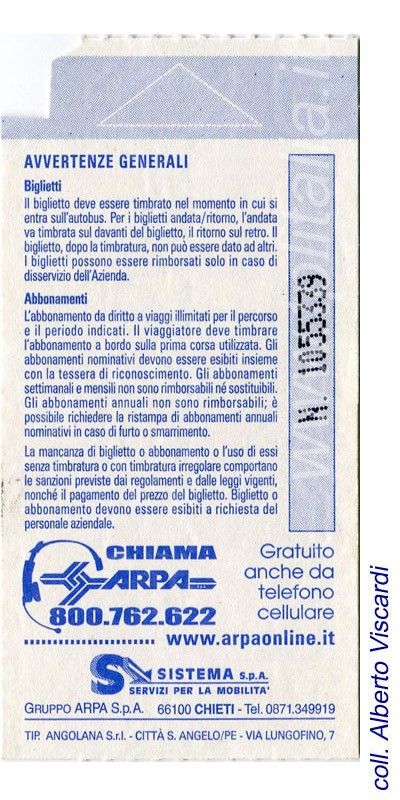 AVVERTENZE GENERALI
Biglietti
Il biglietto deve essere timbrato nel momento in cui si
entra sull'autobus. Per i biglietti andata/ritorno, l'andata
va timbrata sul davanti del biglietto, il ritorno sul retro. Il
biglietto, dopo la timbratura, non può essere dato ad altri.
I biglietti possono essere rimborsati solo in caso di
disservizio dell'Azienda.
Abbonamenti
L'abbonamento da diritto a viaggi illimitati per il percorso
e il periodo indicati. Il viaggiatore deve timbrare
l'abbonamento a bordo sulla prima corsa utilizzata. Gli
abbonamenti nominativi devono essere esibiti insieme
con la tessera di riconoscimento. Gli abbonamenti
settimanali e mensili non sono rimborsabili né sostituibili.
Gli abbonamenti annuali non sono rimborsabili; è
possibile richiedere la ristampa di abbonamenti annuali
nominativi in caso di furto o smarrimento.
La mancanza di biglietto o abbonamento o l'uso di essi
senza timbratura o con timbratura irregolare comportano
le sanzioni previste dai regolamenti e dalle leggi vigenti,
nonché il pagamento del prezzo del biglietto. Biglietto o
abbonamento devono essere esibiti a richiesta del
personale aziendale.
N. 1055339
CHIAMA
ARPA
800.762.622
Gratuito
anche da
telefono
cellulare
www.arpaonline.it
SISTEMA S.p.A.
SERVIZI PER LA MOBILITA'
GRUPPO ARPA S.p.A. 66100 CHIETI - Tel. 0871.349919
TIP. ANGOLANA S.r.l. - CITTÀ S. ANGELO/PE - VIA LUNGOFINO, 7
coll. Alberto Viscardi